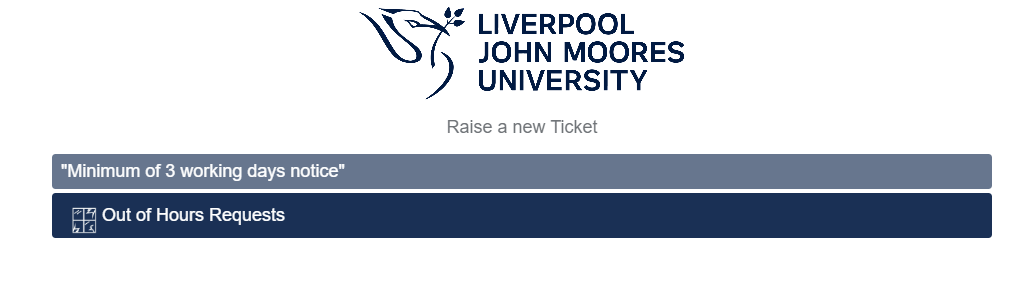 LIVERPOOL
JOHN MOORES
UNIVERSITY
Raise a new Ticket
"Minimum of 3 working days notice"
Out of Hours Requests